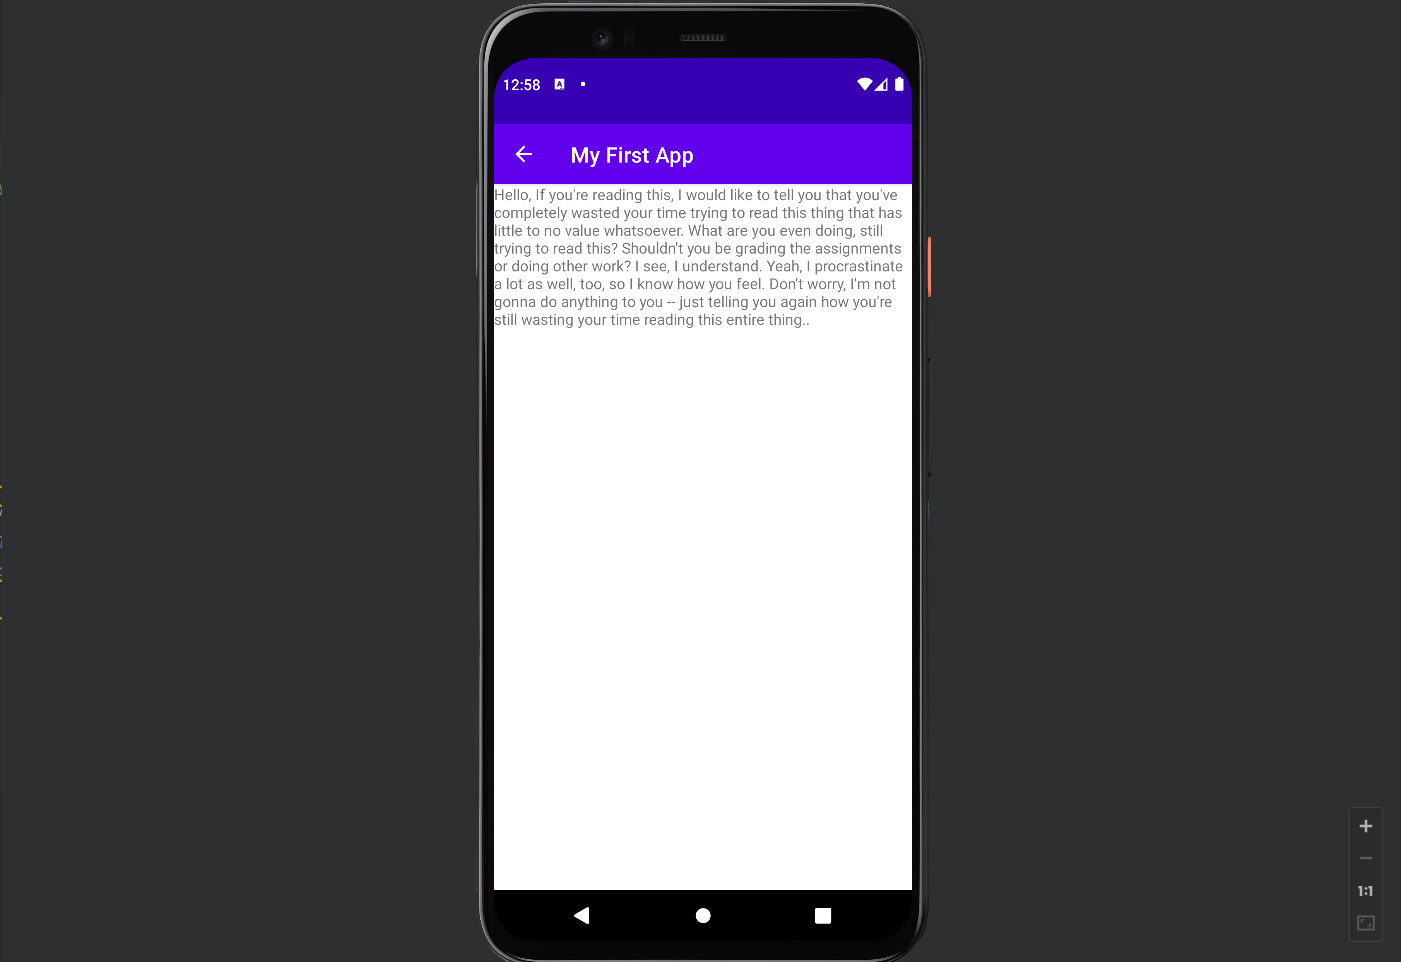 12:58
My First App
Hello, If you're reading this, I would like to tell you that you've
completely wasted your time trying to read this thing that has
little to no value whatsoever. What are you even doing, still
trying to read this? Shouldn't you be grading the assignments
or doing other work? I see, I understand. Yeah, I procrastinate
a lot as well, too, so I know how you feel. Don't worry, I'm not
gonna do anything to you -- just telling you again how you're
still wasting your time reading this entire thing..
1:1